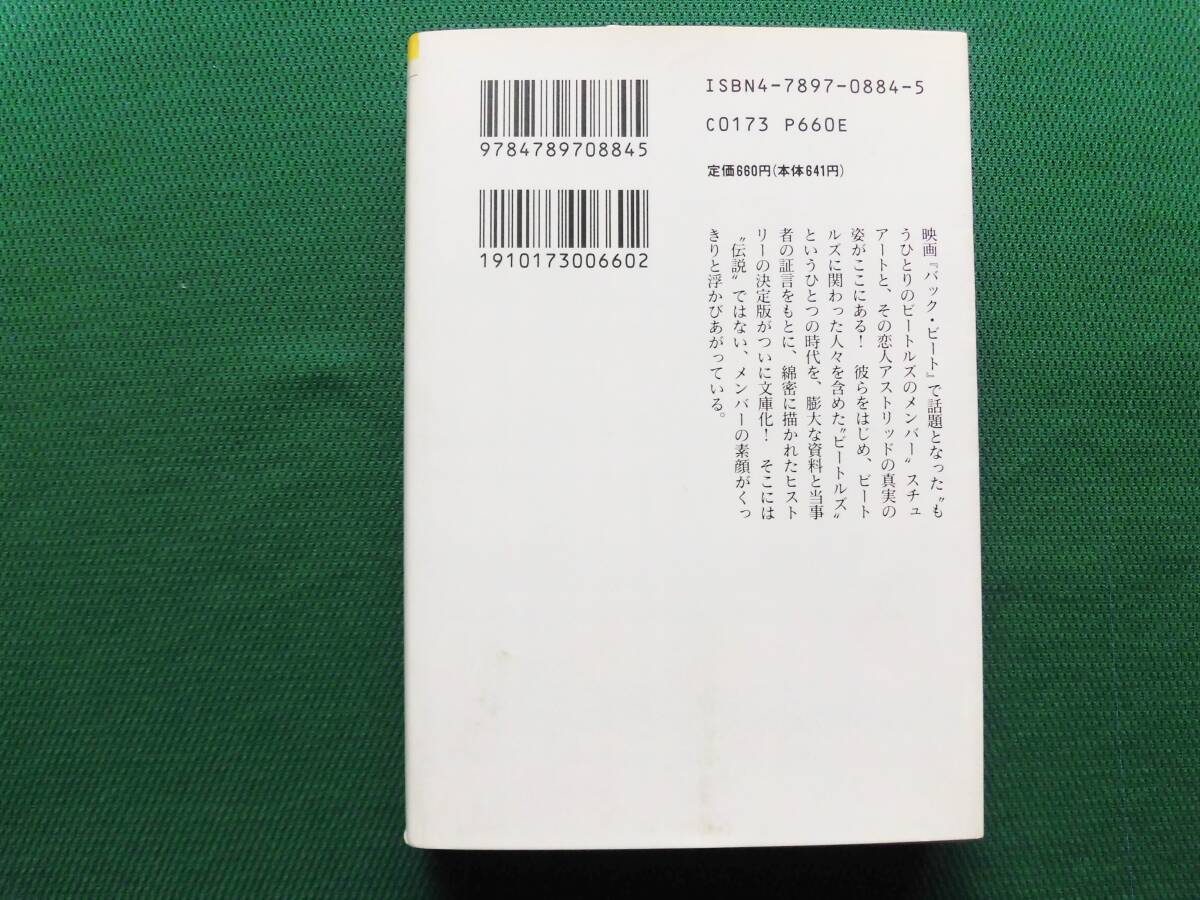 9784789708845
1910173006602
ISBN4-7897-0884-5
C0173 P660E
定価660円(本体641円)
映画『バック・ビート』で話題となった〝も
うひとりのビートルズのメンバー〟スチュ
アートと、その恋人アストリッドの真実の
姿がここにある! 彼らをはじめ、ビート
ルズに関わった人々を含めた〝ビートルズ〟
というひとつの時代を、膨大な資料と当事
者の証言をもとに、綿密に描かれたヒスト
リーの決定版がついに文庫化! そこには
〝伝説〟ではない、メンバーの素顔がくっ
きりと浮かびあがっている。